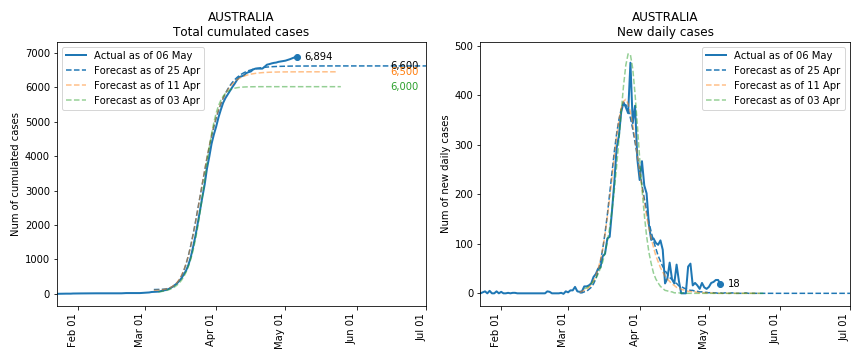 AUSTRALIA
Total cumulated cases
Num of cumulated cases
7000
6000
5000
4000
3000
2000
1000
0
Actual as of 06 May
Forecast as of 25 Apr
Forecast as of 11 Apr
Forecast as of 03 Apr
6,894
6,600
6,500
6,000
Feb 01
Mar 01
Apr 01
May 01
Jun 01
Jul 01
AUSTRALIA
New daily cases
Num of new daily cases
500
400
300
200
100
0
Actual as of 06 May
Forecast as of 25 Apr
Forecast as of 11 Apr
Forecast as of 03 Apr
18
Feb 01
Mar 01
Apr 01
May 01
Jun 01
Jul 01